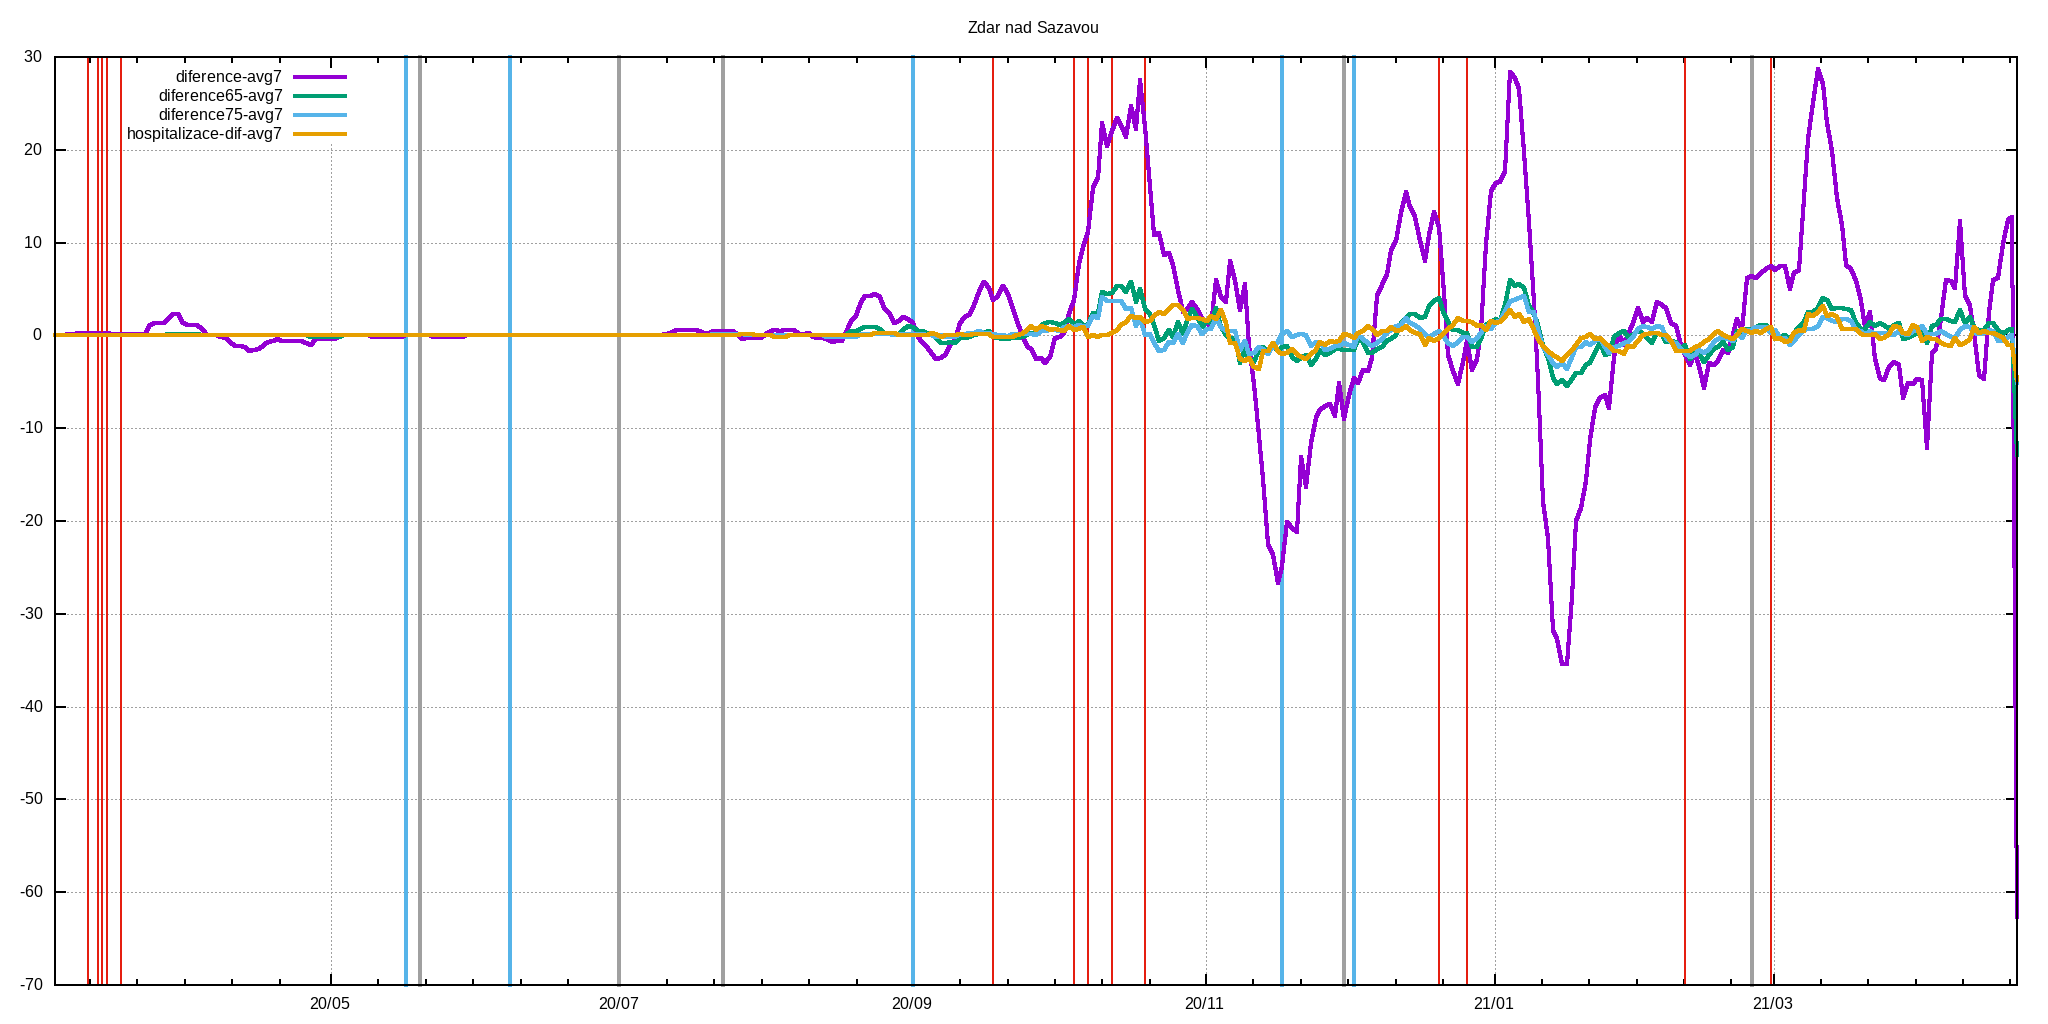 Zdar nad Sazavou
30
20
10
0
-10
-20
-30
-40
-50
-60
-70
diference-avg7
diference65-avg7
diference75-avg7
hospitalizace-dif-avg7
20/05 20/07 20/09 20/11 21/01 21/03